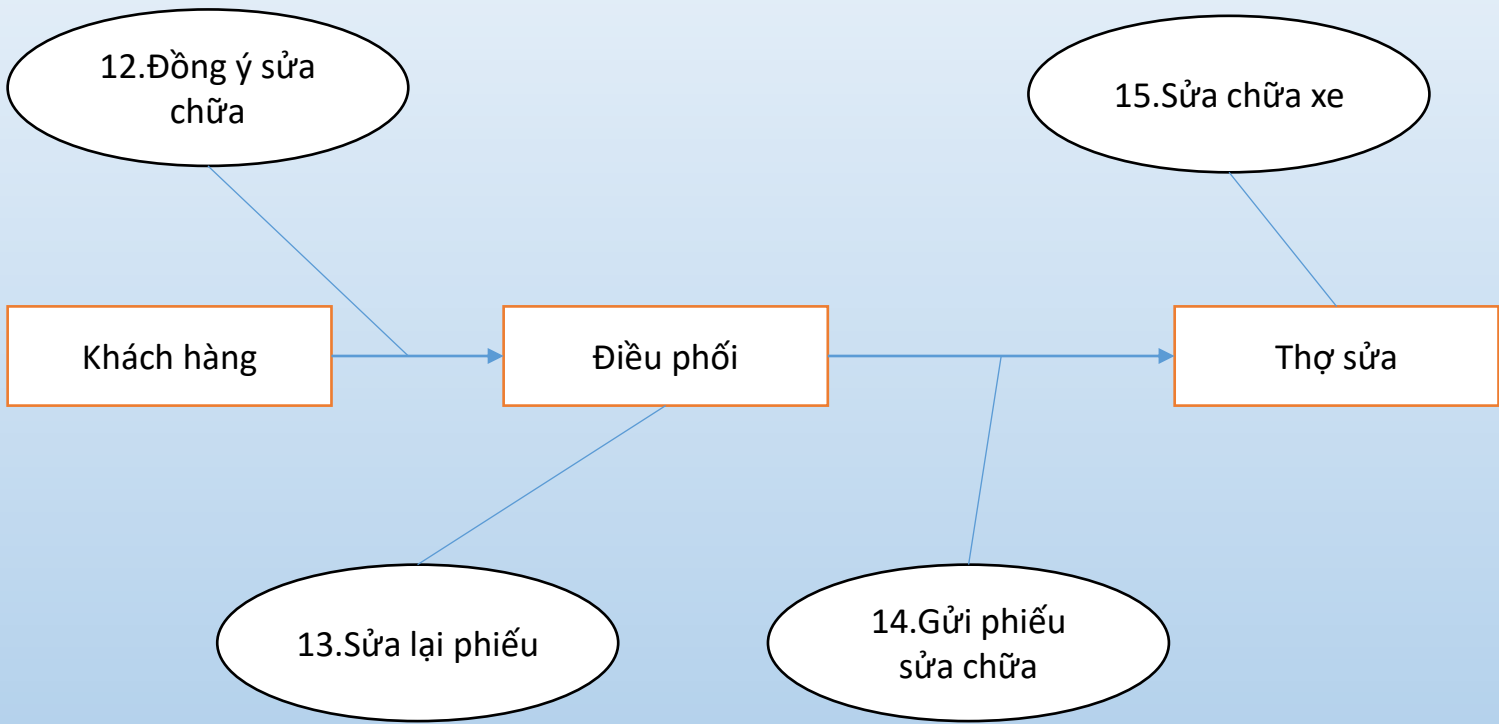 12.Đồng ý sửa
chữa
15.Sửa chữa xe
Khách hàng
Điều phối
Thợ sửa
13.Sửa lại phiếu
14.Gửi phiếu
sửa chữa